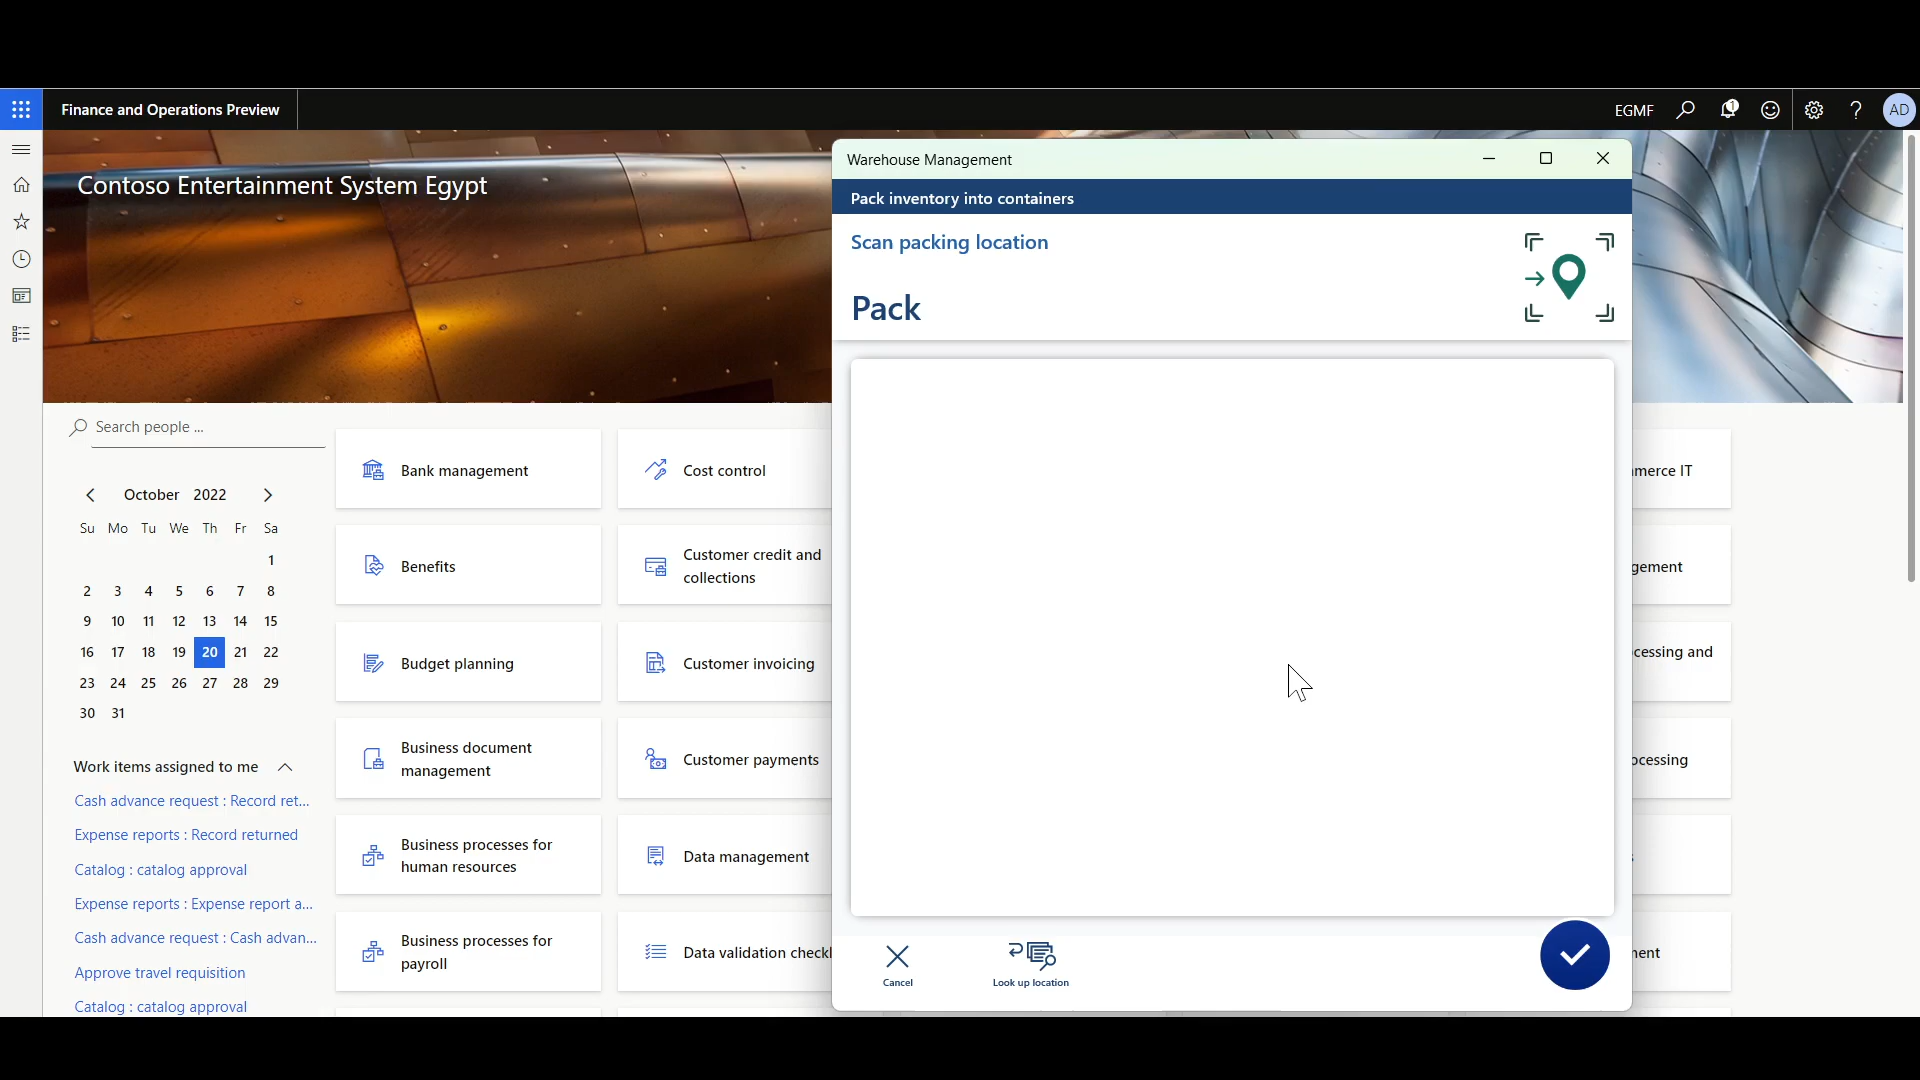 Finance and Operations Preview
EGMF
1
?
AD
Contoso Entertainment System Egypt
Search people ...
October 2022
Su Mo Tu We Th Fr Sa
1
2 3 4 5 6 7 8
9 10 11 12 13 14 15
16 17 18 19 20 21 22
23 24 25 26 27 28 29
30 31
Work items assigned to me
Cash advance request : Record ret...
Expense reports : Record returned
Catalog : catalog approval
Expense reports : Expense report a...
Cash advance request : Cash advan...
Approve travel requisition
Catalog : catalog approval
Bank management
Benefits
Budget planning
Business document
management
Business processes for
human resources
Business processes for
payroll
Cost control
Customer credit and
collections
Customer invoicing
Customer payments
Data management
Data validation checkl
Warehouse Management
Pack inventory into containers
Scan packing location
Pack
Cancel
Look up location
merce IT
gement
cessing and
ocessing
ent